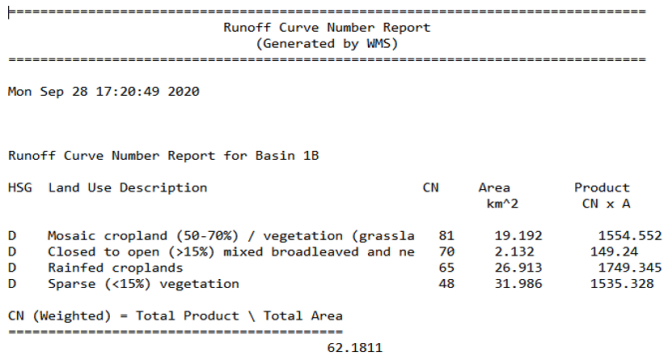 ================================================================================
Runoff Curve Number Report
(Generated by WMS)
================================================================================
Mon Sep 28 17:20:49 2020
Runoff Curve Number Report for Basin 1B
HSG Land Use Description CN Area Product
km^2 CN x A
D Mosaic cropland (50-70%) / vegetation (grassla 81 19.192 1554.552
D Closed to open (>15%) mixed broadleaved and ne 70 2.132 149.24
D Rainfed croplands 65 26.913 1749.345
D Sparse (<15%) vegetation 48 31.986 1535.328
CN (Weighted) = Total Product \ Total Area
==========================================
62.1811